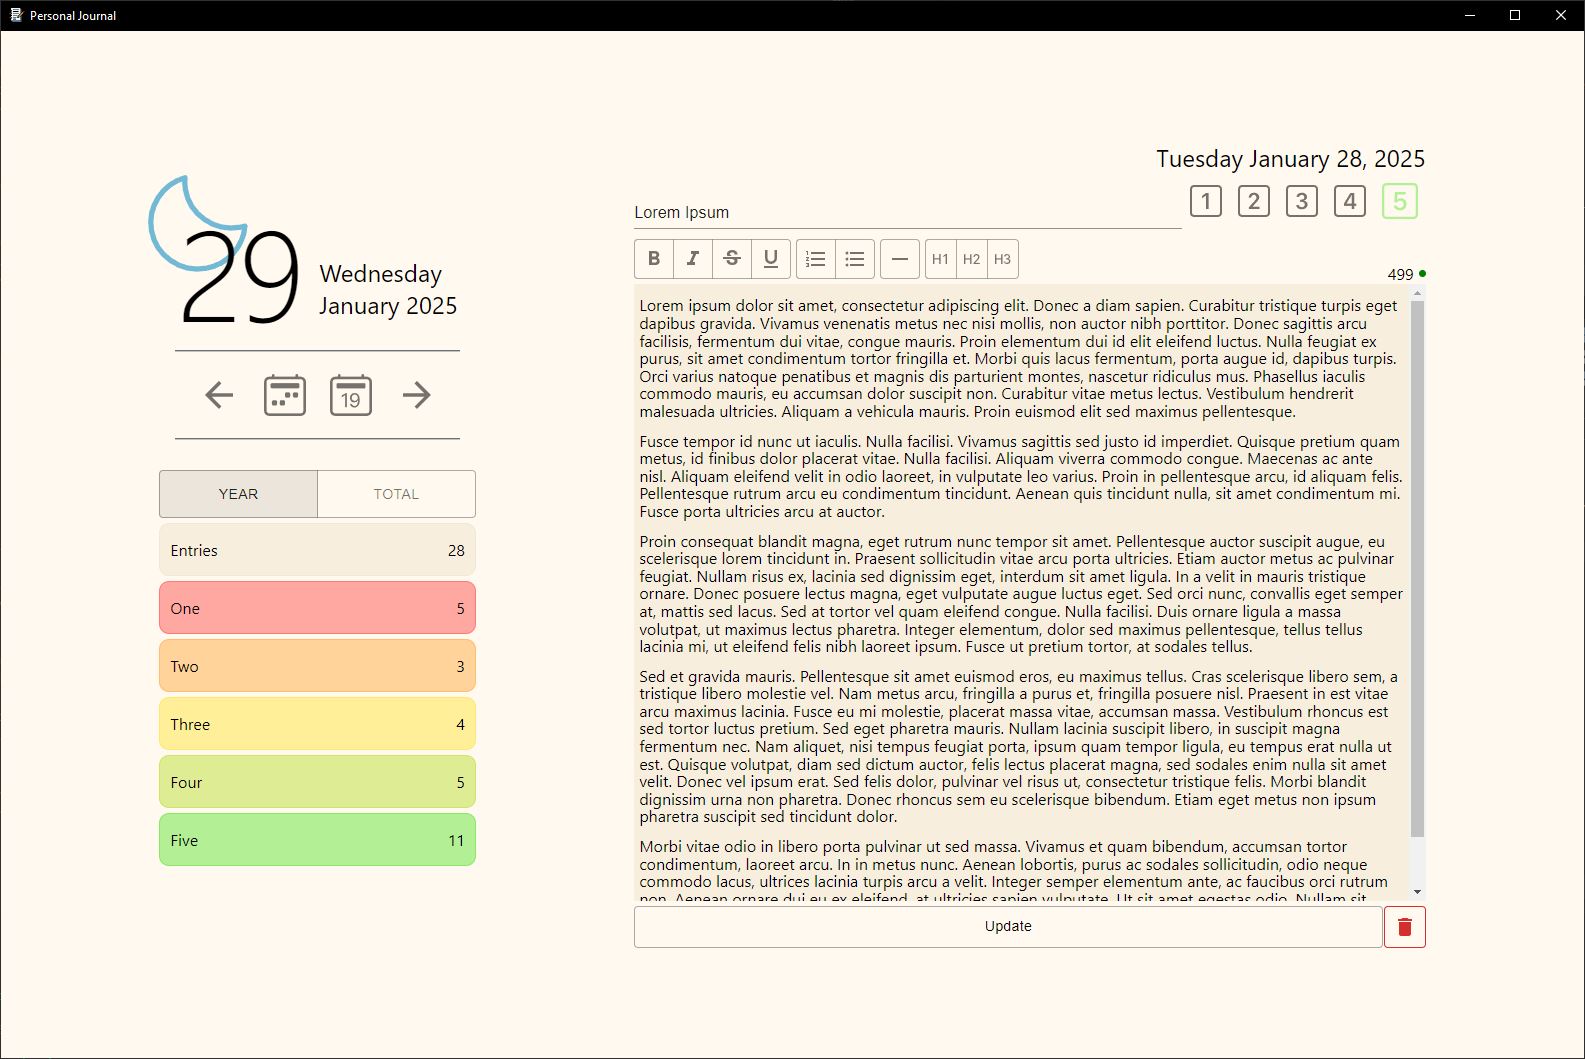 Personal Journal
29
Wednesday
January 2025
19
YEAR TOTAL
Entries 28
One 5
Two 3
Three 4
Four 5
Five 11
Tuesday January 28, 2025
1 2 3 4 5
Lorem Ipsum
B I S U H1 H2 H3
499
Lorem ipsum dolor sit amet, consectetur adipiscing elit. Donec a diam sapien. Curabitur tristique turpis eget
dapibus gravida. Vivamus venenatis metus nec nisi mollis, non auctor nibh porttitor. Donec sagittis arcu
facilisis, fermentum dui vitae, congue mauris. Proin elementum dui id elit eleifend luctus. Nulla feugiat ex
purus, sit amet condimentum tortor fringilla et. Morbi quis lacus fermentum, porta augue id, dapibus turpis.
Orci varius natoque penatibus et magnis dis parturient montes, nascetur ridiculus mus. Phasellus iaculis
commodo mauris, eu accumsan dolor suscipit non. Curabitur vitae metus lectus. Vestibulum hendrerit
malesuada ultricies. Aliquam a vehicula mauris. Proin euismod elit sed maximus pellentesque.
Fusce tempor id nunc ut iaculis. Nulla facilisi. Vivamus sagittis sed justo id imperdiet. Quisque pretium quam
metus, id finibus dolor placerat vitae. Nulla facilisi. Aliquam viverra commodo congue. Maecenas ac ante
nisl. Aliquam eleifend velit in odio laoreet, in vulputate leo varius. Proin in pellentesque arcu, id aliquam felis.
Pellentesque rutrum arcu eu condimentum tincidunt. Aenean quis tincidunt nulla, sit amet condimentum mi.
Fusce porta ultricies arcu at auctor.
Proin consequat blandit magna, eget rutrum nunc tempor sit amet. Pellentesque auctor suscipit augue, eu
scelerisque lorem tincidunt in. Praesent sollicitudin vitae arcu porta ultricies. Etiam auctor metus ac pulvinar
feugiat. Nullam risus ex, lacinia sed dignissim eget, interdum sit amet ligula. In a velit in mauris tristique
ornare. Donec posuere lectus magna, eget vulputate augue luctus eget. Sed orci nunc, convallis eget semper
at, mattis sed lacus. Sed at tortor vel quam eleifend congue. Nulla facilisi. Duis ornare ligula a massa
volutpat, ut maximus lectus pharetra. Integer elementum, dolor sed maximus pellentesque, tellus tellus
lacinia mi, ut eleifend felis nibh laoreet ipsum. Fusce ut pretium tortor, at sodales tellus.
Sed et gravida mauris. Pellentesque sit amet euismod eros, eu maximus tellus. Cras scelerisque libero sem, a
tristique libero molestie vel. Nam metus arcu, fringilla a purus et, fringilla posuere nisl. Praesent in est vitae
arcu maximus lacinia. Fusce eu mi molestie, placerat massa vitae, accumsan massa. Vestibulum rhoncus est
sed tortor luctus pretium. Sed eget pharetra mauris. Nullam lacinia suscipit libero, in suscipit magna
fermentum nec. Nam aliquet, nisi tempus feugiat porta, ipsum quam tempor ligula, eu tempus erat nulla ut
est. Quisque volutpat, diam sed dictum auctor, felis lectus placerat magna, sed sodales enim nulla sit amet
velit. Donec vel ipsum erat. Sed felis dolor, pulvinar vel risus ut, consectetur tristique felis. Morbi blandit
dignissim urna non pharetra. Donec rhoncus sem eu scelerisque bibendum. Etiam eget metus non ipsum
pharetra suscipit sed tincidunt dolor.
Morbi vitae odio in libero porta pulvinar ut sed massa. Vivamus et quam bibendum, accumsan tortor
condimentum, laoreet arcu. In in metus nunc. Aenean lobortis, purus ac sodales sollicitudin, odio neque
commodo lacus, ultrices lacinia turpis arcu a velit. Integer semper elementum ante, ac faucibus orci rutrum
non. Aenean ornare dui eu ex eleifend, at ultricies sapien vulputate. Ut sit amet egestas odio. Nullam sit
Update